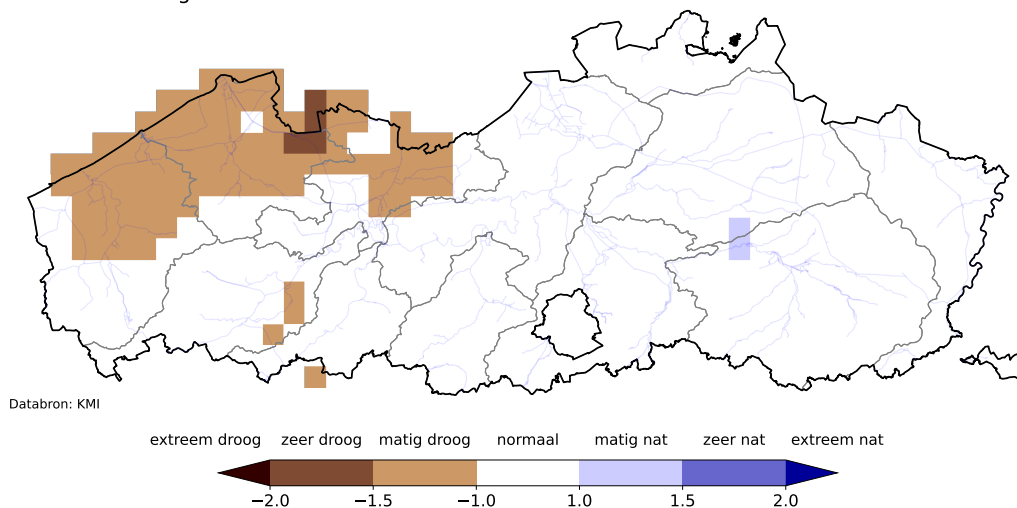 Databron: KMI
extreem droog zeer droog matig droog normaal matig nat zeer nat extreem nat
−2.0 −1.5 −1.0 1.0 1.5 2.0